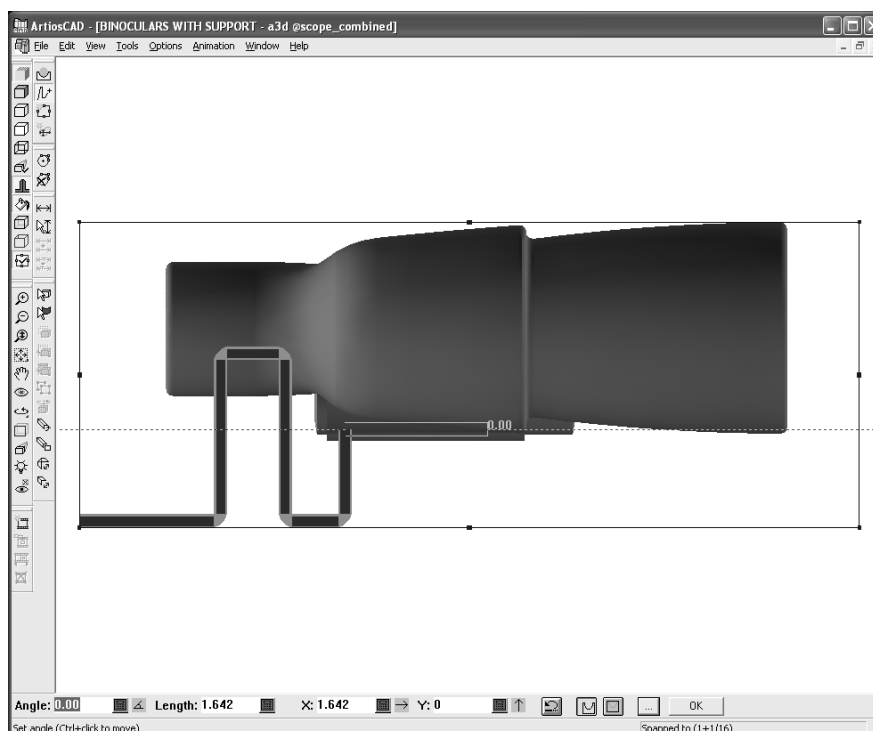 ArtiosCAD - [BINOCULARS WITH SUPPORT - a3d @scope_combined]
File Edit View Tools Options Animation Window Help
0.00
Angle: 0.00 Length: 1.642 X: 1.642 Y: 0 ... OK
Set angle (Ctrl+click to move) Snapped to (1+1/16)